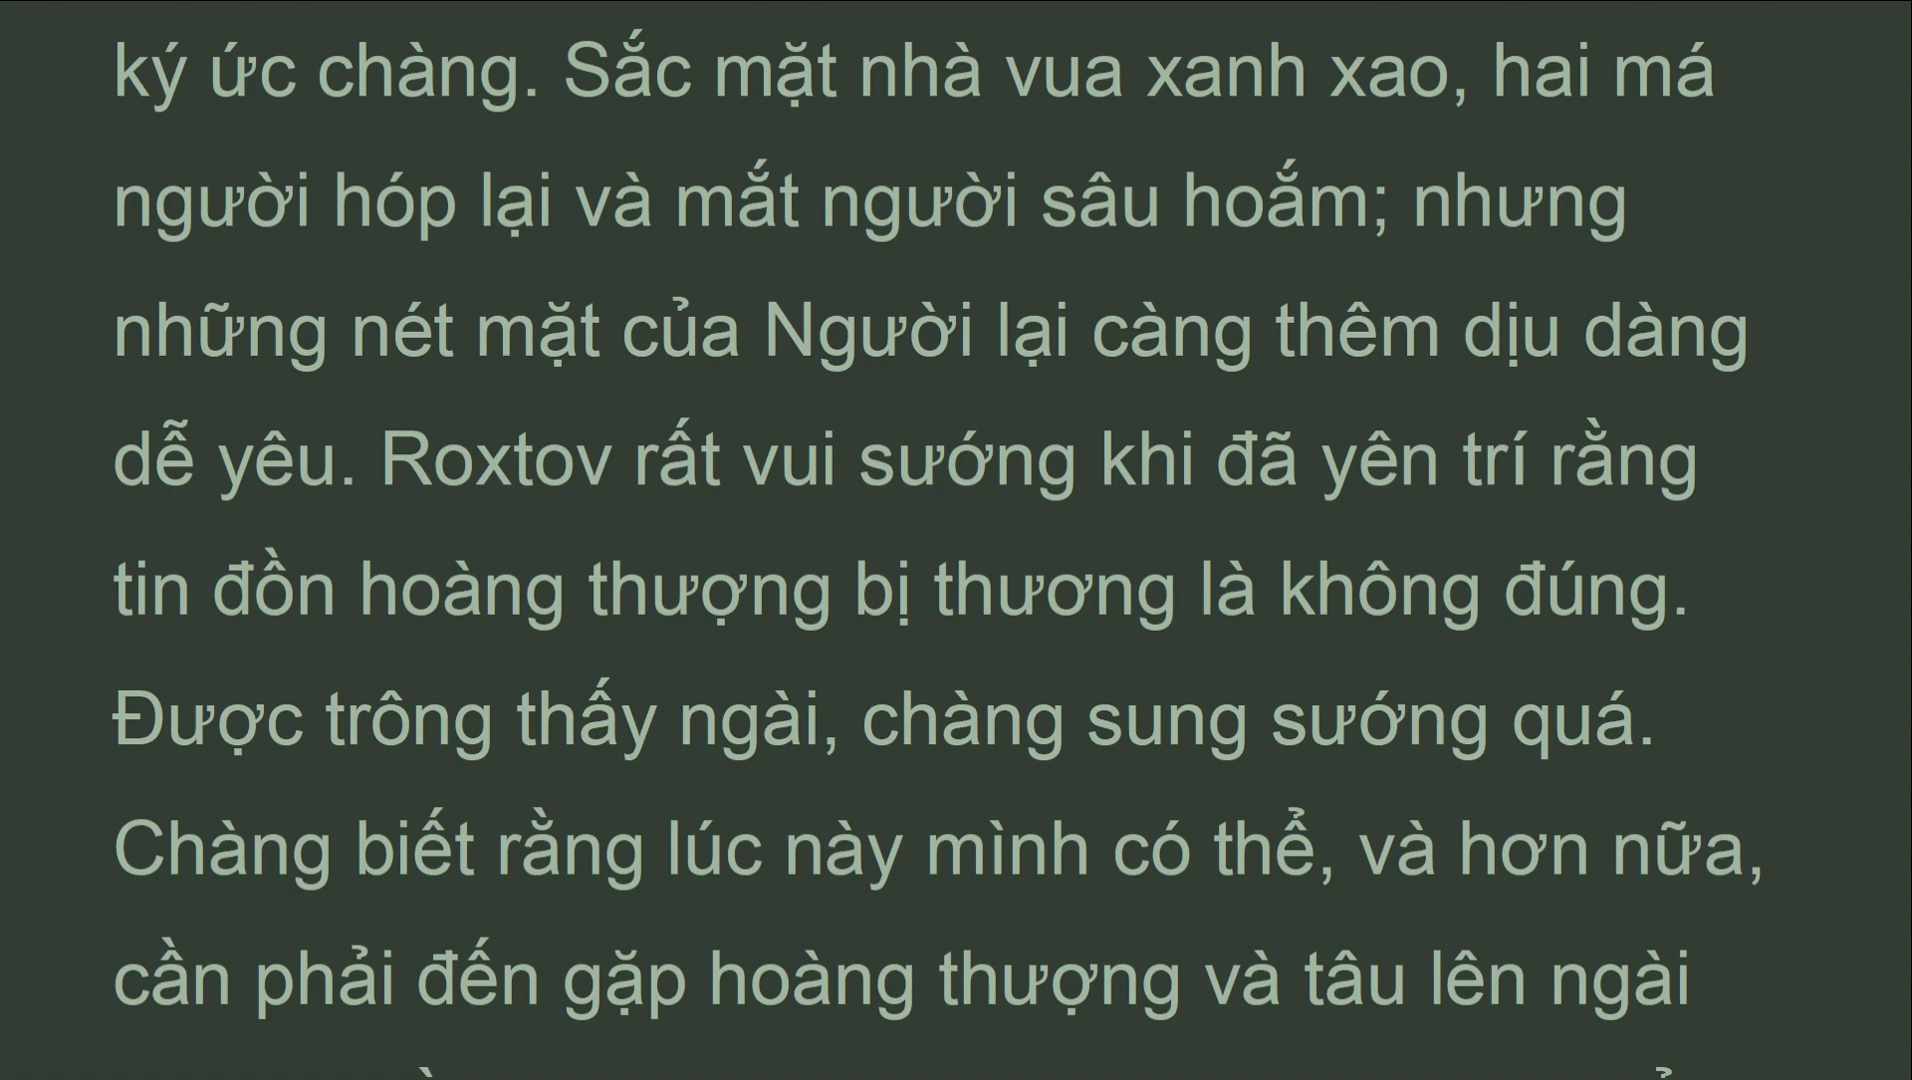 ký ức chàng. Sắc mặt nhà vua xanh xao, hai má
người hóp lại và mắt người sâu hoắm; nhưng
những nét mặt của Người lại càng thêm dịu dàng
dễ yêu. Roxtov rất vui sướng khi đã yên trí rằng
tin đồn hoàng thượng bị thương là không đúng.
Được trông thấy ngài, chàng sung sướng quá.
Chàng biết rằng lúc này mình có thể, và hơn nữa,
cần phải đến gặp hoàng thượng và tâu lên ngài